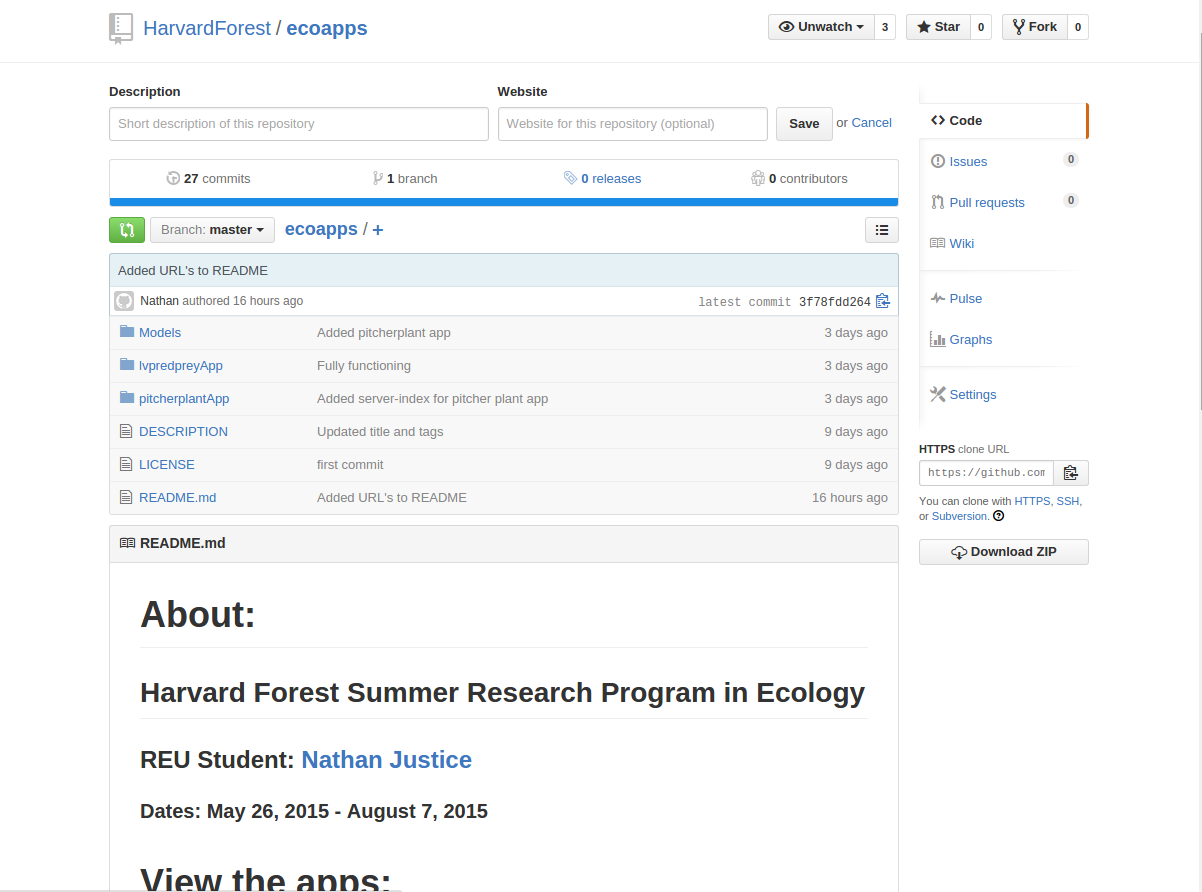 HarvardForest / ecoapps
Unwatch 3 Star 0 Fork 0
Description Website
Short description of this repository Website for this repository (optional) Save or Cancel
27 commits 1 branch 0 releases 0 contributors
Branch: master ecoapps / +
Added URL's to README
Nathan authored 16 hours ago latest commit 3f78fdd264
Models Added pitcherplant app 3 days ago
lvpredpreyApp Fully functioning 3 days ago
pitcherplantApp Added server-index for pitcher plant app 3 days ago
DESCRIPTION Updated title and tags 9 days ago
LICENSE first commit 9 days ago
README.md Added URL's to README 16 hours ago
README.md
About:
Harvard Forest Summer Research Program in Ecology
REU Student: Nathan Justice
Dates: May 26, 2015 - August 7, 2015
View the apps:
Code
Issues 0
Pull requests 0
Wiki
Pulse
Graphs
Settings
HTTPS clone URL
https://github.com
You can clone with HTTPS, SSH,
or Subversion.
Download ZIP